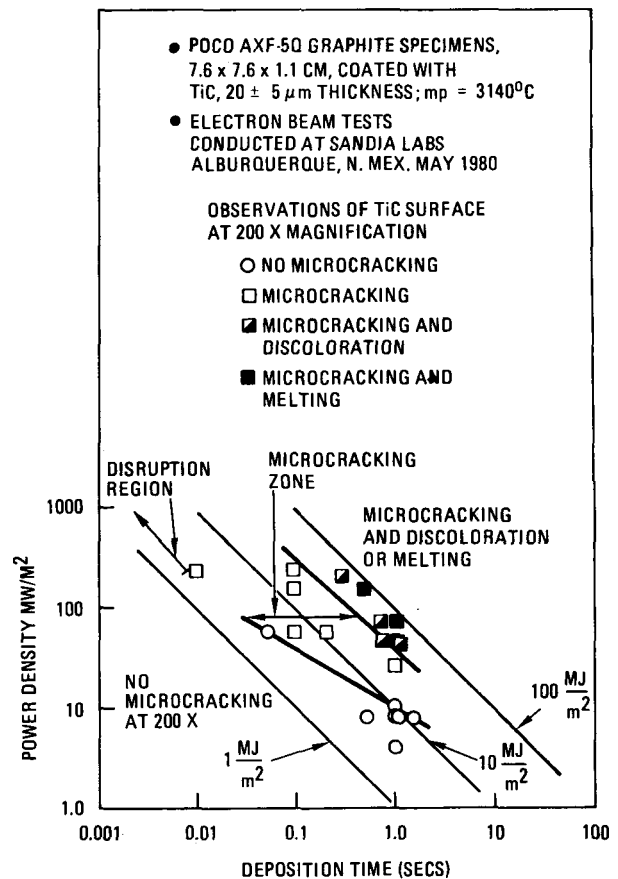 ● POCO AXF-5Q GRAPHITE SPECIMENS,
7.6 x 7.6 x 1.1 CM, COATED WITH
TiC, 20 ± 5 μm THICKNESS; mp = 3140⁰C
● ELECTRON BEAM TESTS
CONDUCTED AT SANDIA LABS
ALBURQUERQUE, N. MEX. MAY 1980
OBSERVATIONS OF TiC SURFACE
AT 200 X MAGNIFICATION
○ NO MICROCRACKING
□ MICROCRACKING
◪ MICROCRACKING AND
DISCOLORATION
■ MICROCRACKING AND
MELTING
DISRUPTION
REGION
MICROCRACKING
ZONE
MICROCRACKING
AND DISCOLORATION
OR MELTING
NO
MICROCRACKING
AT 200 X
1 MJ/m²
10 MJ/m²
100 MJ/m²
POWER DENSITY MW/M²
1000
100
10
1.0
0.001 0.01 0.1 1.0 10 100
DEPOSITION TIME (SECS)